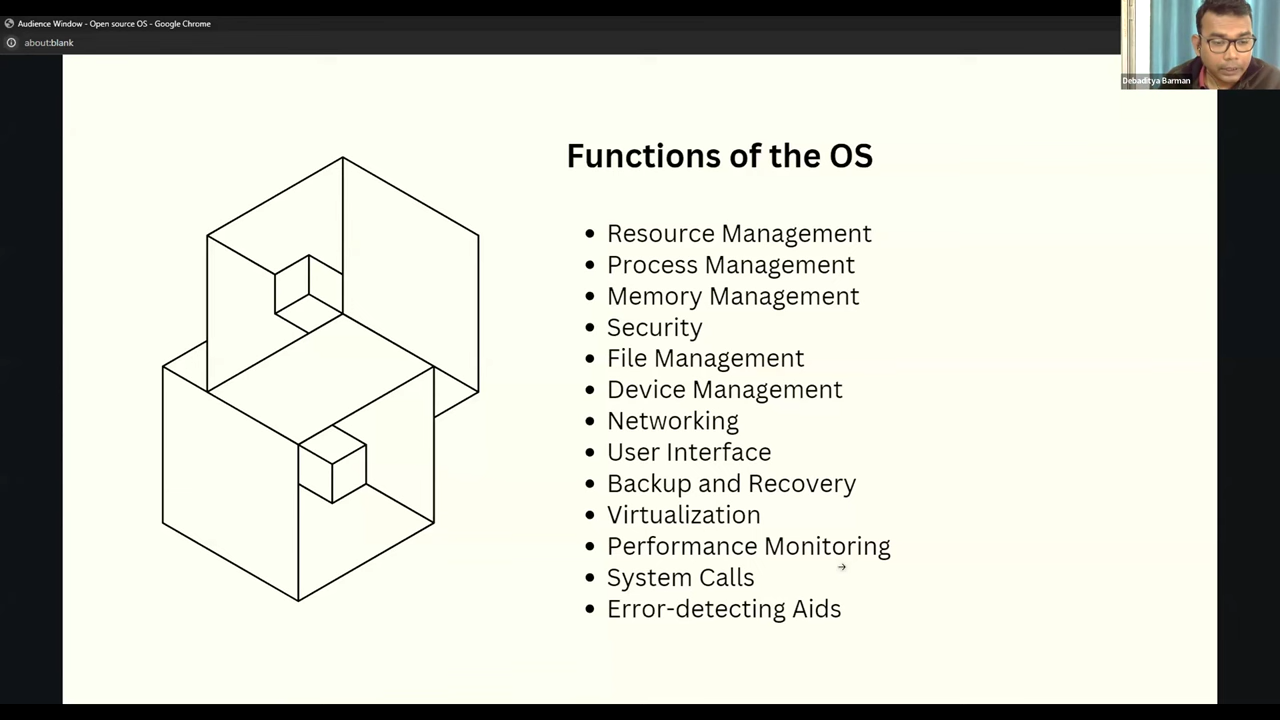 Audience Window - Open source OS - Google Chrome
about:blank
Debaditya Barman
Functions of the OS
• Resource Management
• Process Management
• Memory Management
• Security
• File Management
• Device Management
• Networking
• User Interface
• Backup and Recovery
• Virtualization
• Performance Monitoring
• System Calls
• Error-detecting Aids